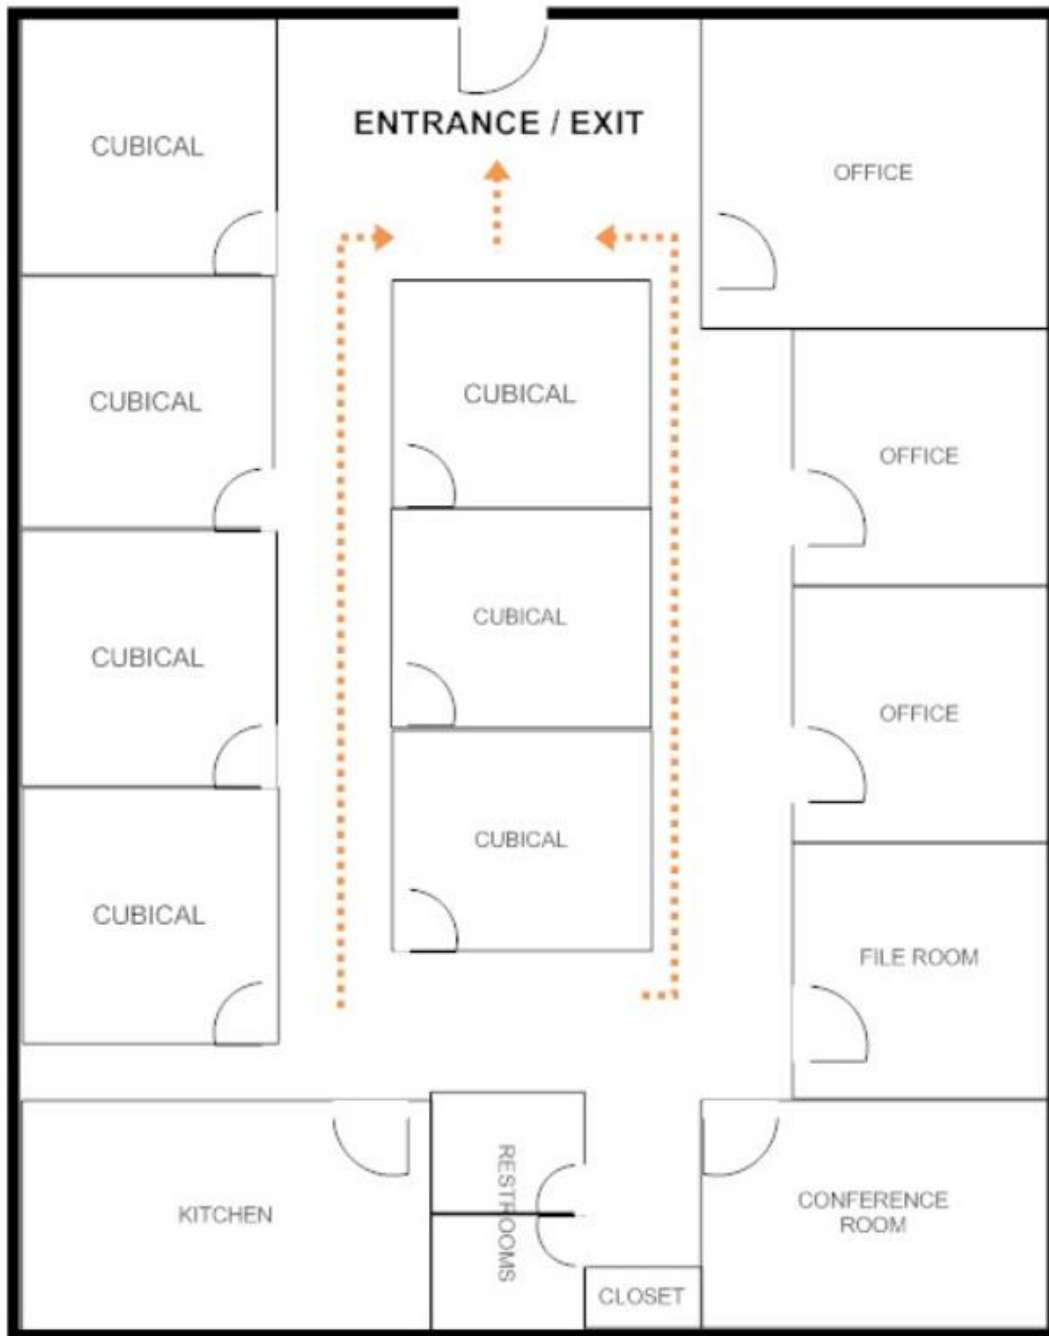 ENTRANCE / EXIT
CUBICAL
OFFICE
CUBICAL
CUBICAL
OFFICE
CUBICAL
CUBICAL
OFFICE
CUBICAL
CUBICAL
FILE ROOM
KITCHEN
RESTROOMS
CONFERENCE
ROOM
CLOSET